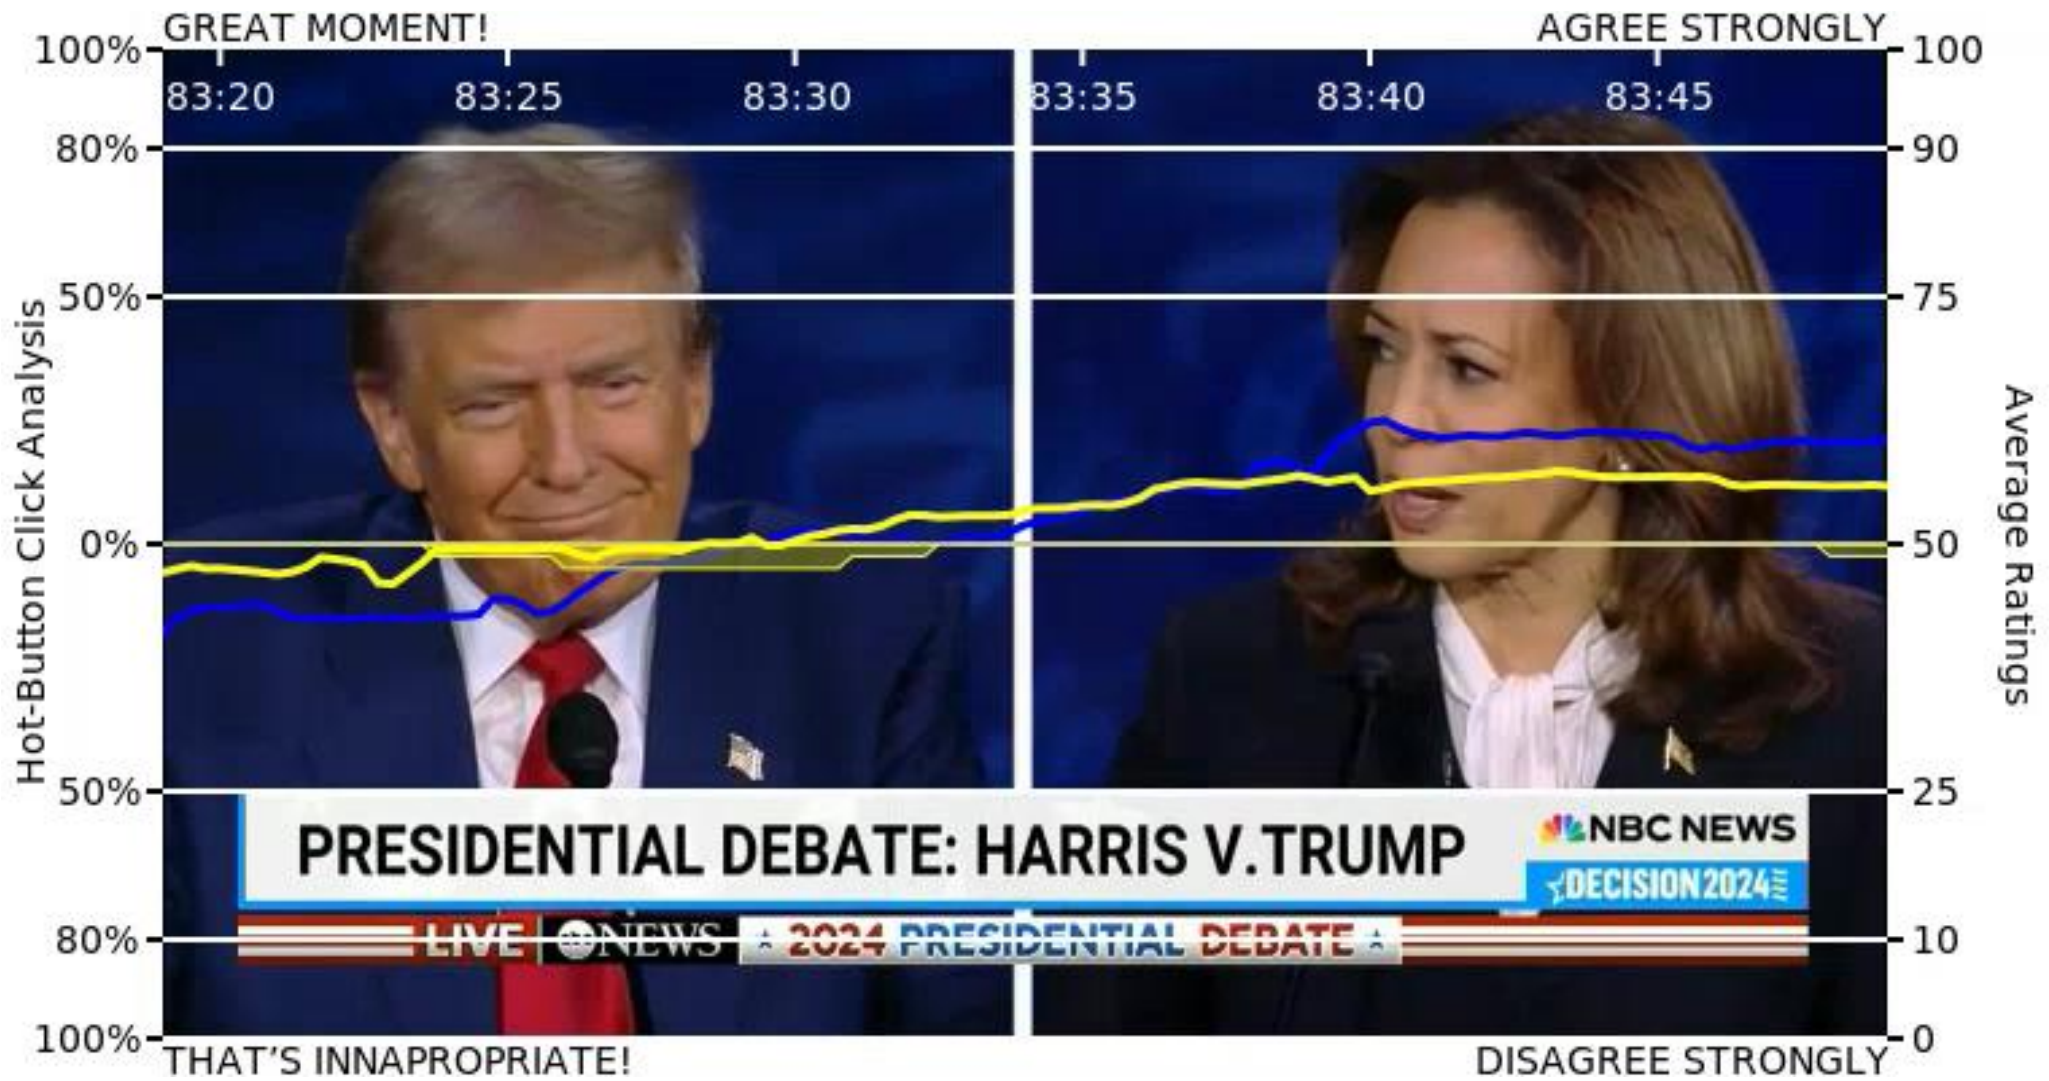 GREAT MOMENT!
AGREE STRONGLY
100%
100
83:20
83:25
83:30
83:35
83:40
83:45
80%
90
50%
75
Hot-Button Click Analysis
Average Ratings
0%
50
50%
25
PRESIDENTIAL DEBATE: HARRIS V.TRUMP
NBC NEWS
DECISION 2024
80%
10
LIVE
abc NEWS
2024 PRESIDENTIAL DEBATE
100%
0
THAT'S INNAPROPRIATE!
DISAGREE STRONGLY